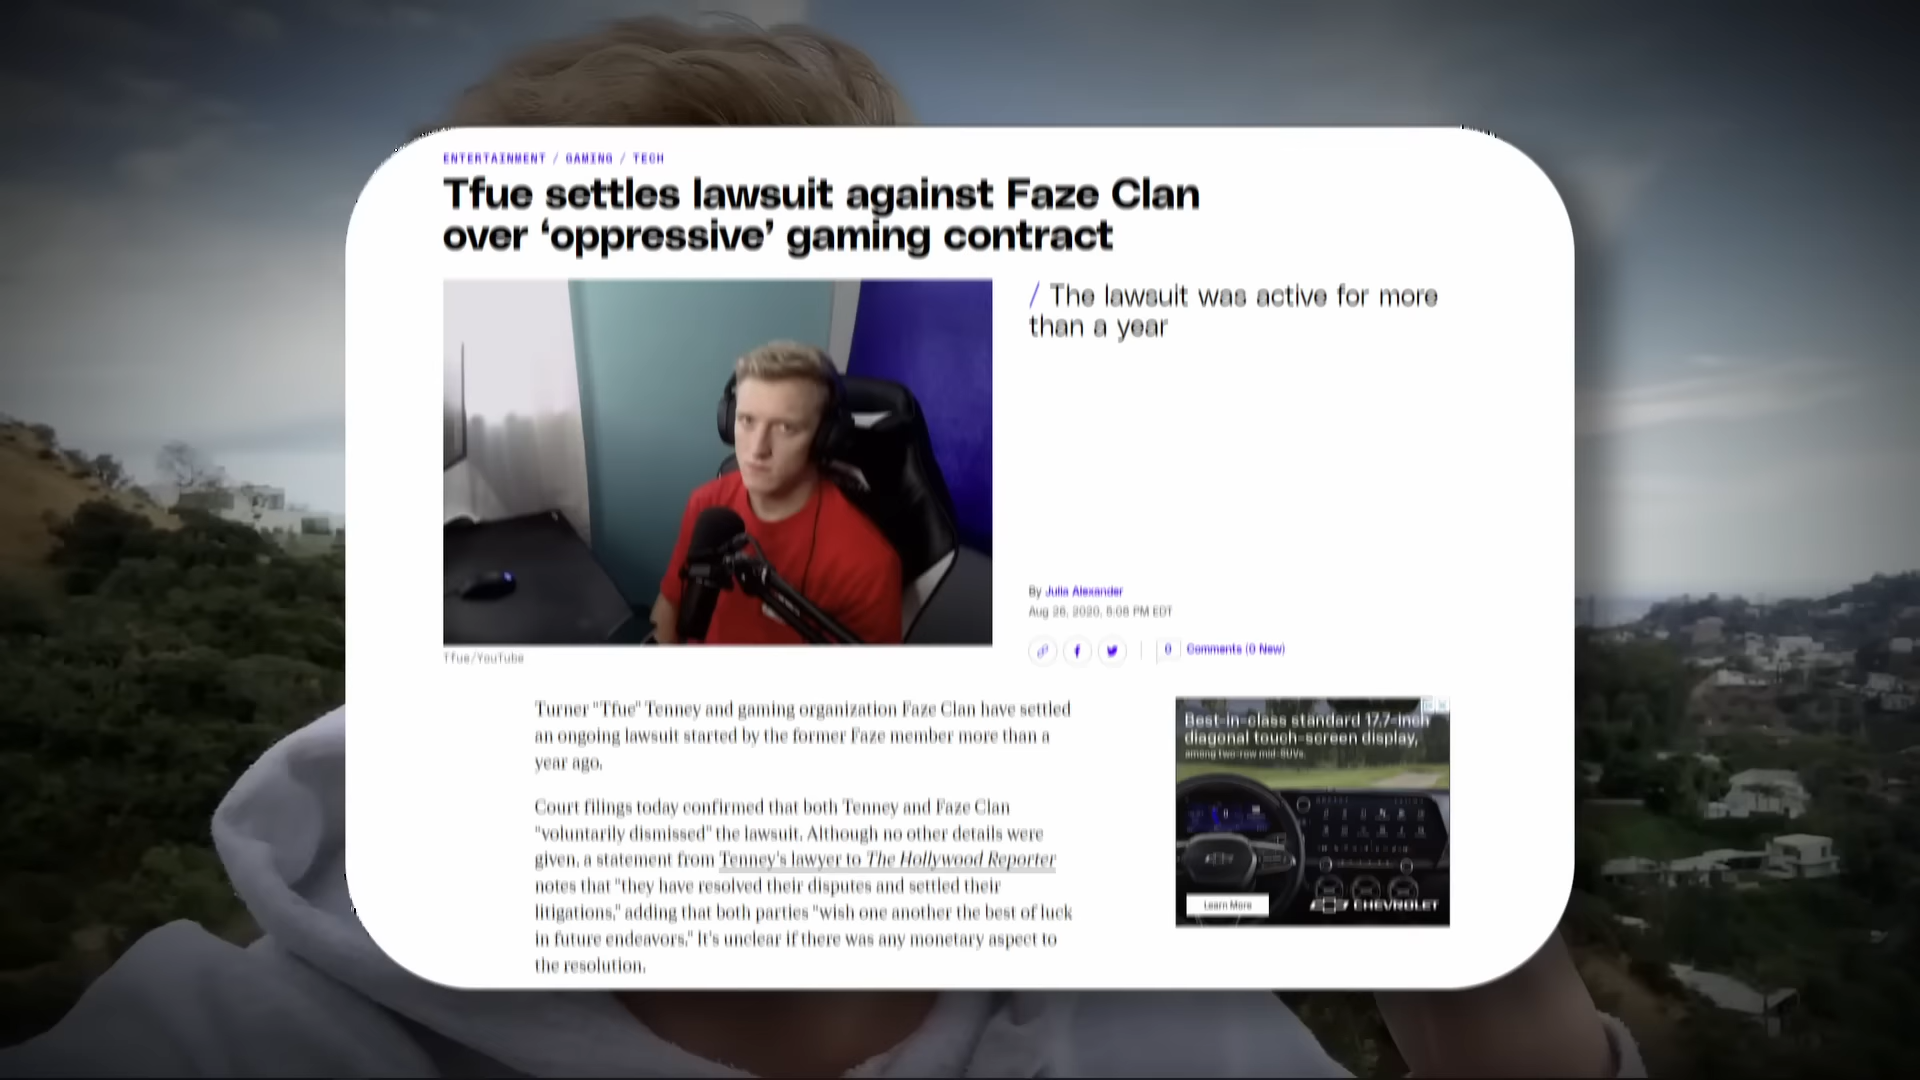 ENTERTAINMENT / GAMING / TECH
Tfue settles lawsuit against Faze Clan
over ‘oppressive’ gaming contract
/ The lawsuit was active for more
than a year
By Julia Alexander
Aug 26, 2020, 5:08 PM EDT
0 Comments (0 New)
Tfue/YouTube
Turner "Tfue" Tenney and gaming organization Faze Clan have settled
an ongoing lawsuit started by the former Faze member more than a
year ago.
Court filings today confirmed that both Tenney and Faze Clan
"voluntarily dismissed" the lawsuit. Although no other details were
given, a statement from Tenney's lawyer to The Hollywood Reporter
notes that "they have resolved their disputes and settled their
litigations," adding that both parties "wish one another the best of luck
in future endeavors." It's unclear if there was any monetary aspect to
the resolution.
Best-in-class standard 17.7-inch
diagonal touch-screen display,
among two-row mid-SUVs.
Learn More
CHEVROLET